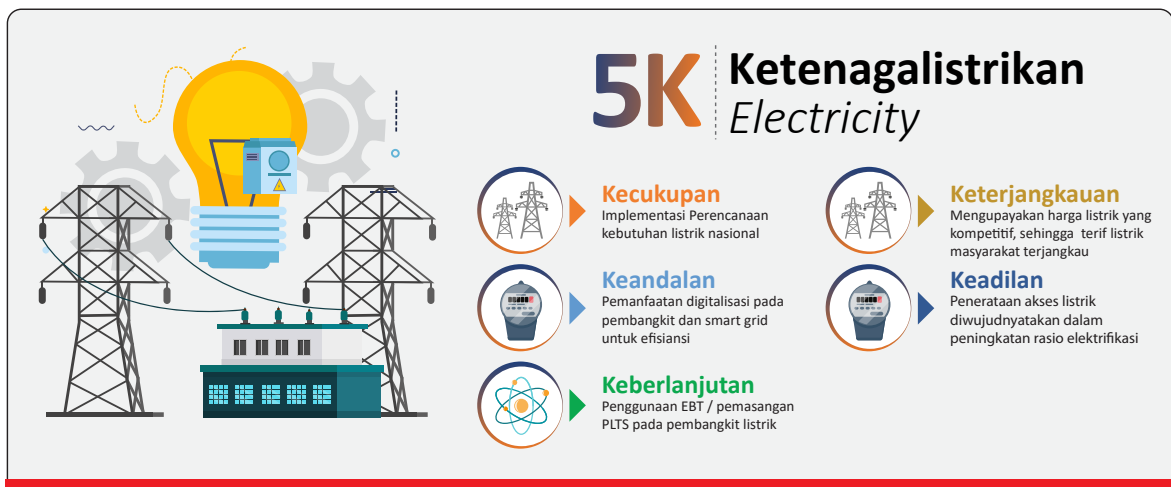 5K
Ketenagalistrikan
Electricity
Kecukupan
Implementasi Perencanaan
kebutuhan listrik nasional
Keandalan
Pemanfaatan digitalisasi pada
pembangkit dan smart grid
untuk efisiansi
Keberlanjutan
Penggunaan EBT / pemasangan
PLTS pada pembangkit listrik
Keterjangkauan
Mengupayakan harga listrik yang
kompetitif, sehingga terif listrik
masyarakat terjangkau
Keadilan
Penerataan akses listrik
diwujudnyatakan dalam
peningkatan rasio elektrifikasi